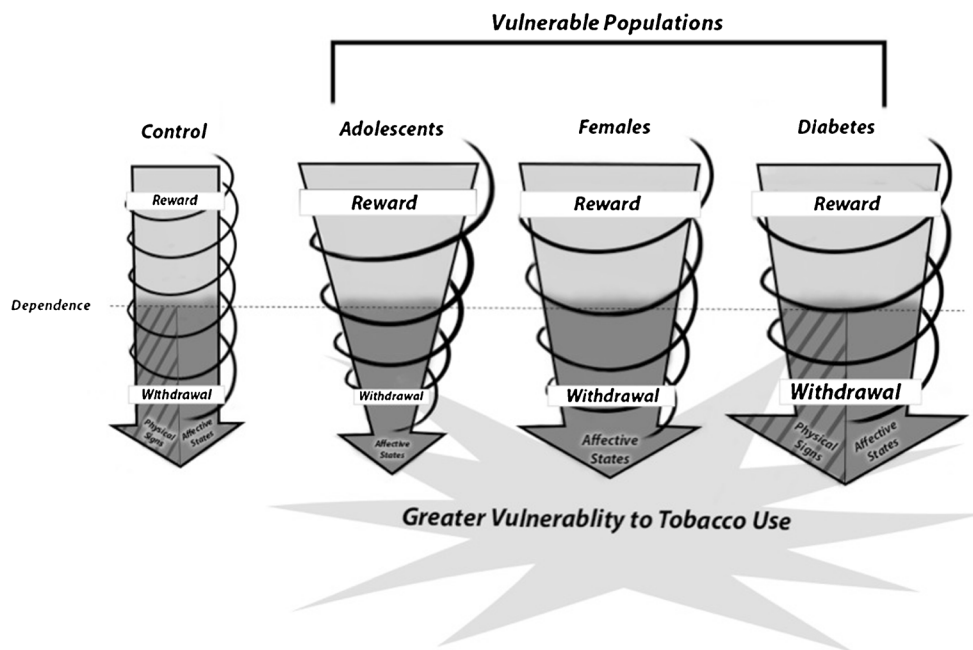 Vulnerable Populations
Control
Adolescents
Females
Diabetes
Reward
Reward
Reward
Reward
Dependence
Withdrawal
Withdrawal
Withdrawal
Withdrawal
Physical
Signs
Affective
States
Affective
States
Affective
States
Physical
Signs
Affective
States
Greater Vulnerablity to Tobacco Use